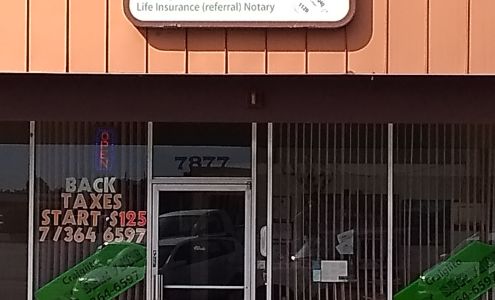 Life Insurance (referral) Notary
OPEN
7877
BACK
TAXES
START $125
7/364 6597